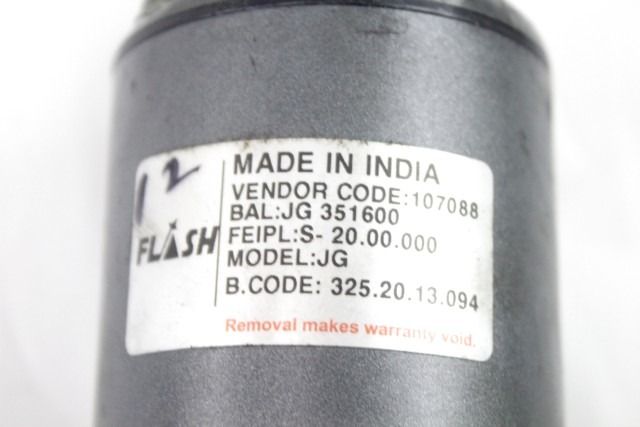 12
FLASH
MADE IN INDIA
VENDOR CODE:107088
BAL:JG 351600
FEIPL:S- 20.00.000
MODEL:JG
B.CODE: 325.20.13.094
Removal makes warranty void.